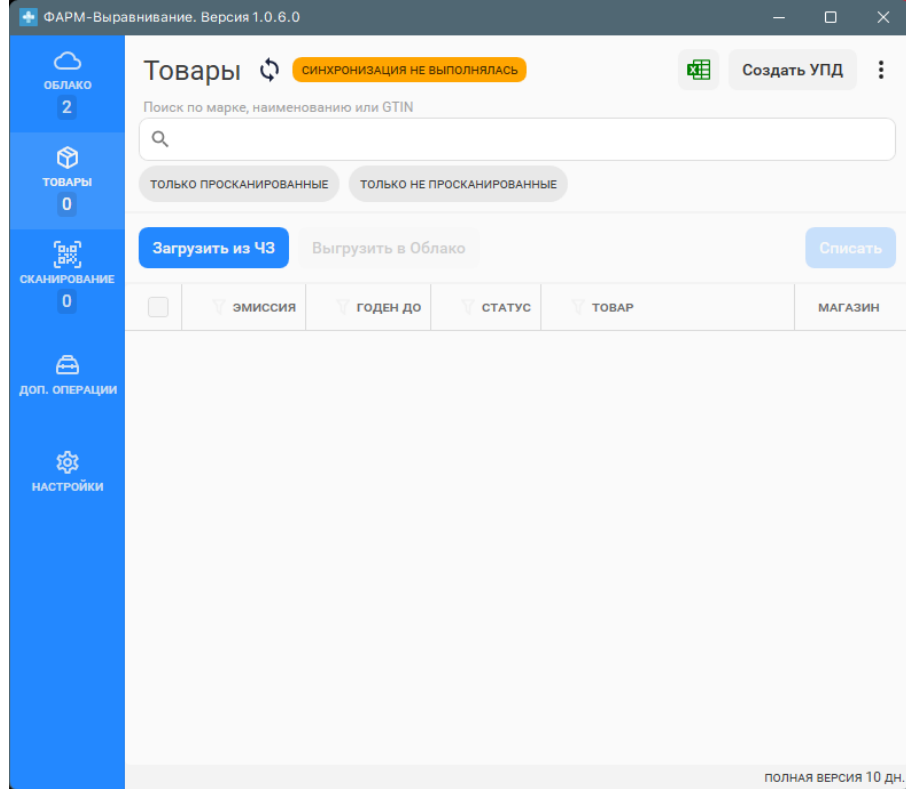 ФАРМ-Выравнивание. Версия 1.0.6.0
ОБЛАКО
2
ТОВАРЫ
0
СКАНИРОВАНИЕ
0
ДОП. ОПЕРАЦИИ
НАСТРОЙКИ
Товары СИНХРОНИЗАЦИЯ НЕ ВЫПОЛНЯЛАСЬ Создать УПД
Поиск по марке, наименованию или GTIN
ТОЛЬКО ПРОСКАНИРОВАННЫЕ ТОЛЬКО НЕ ПРОСКАНИРОВАННЫЕ
Загрузить из ЧЗ Выгрузить в Облако Списать
ЭМИССИЯ ГОДЕН ДО СТАТУС ТОВАР МАГАЗИН
ПОЛНАЯ ВЕРСИЯ 10 ДН.